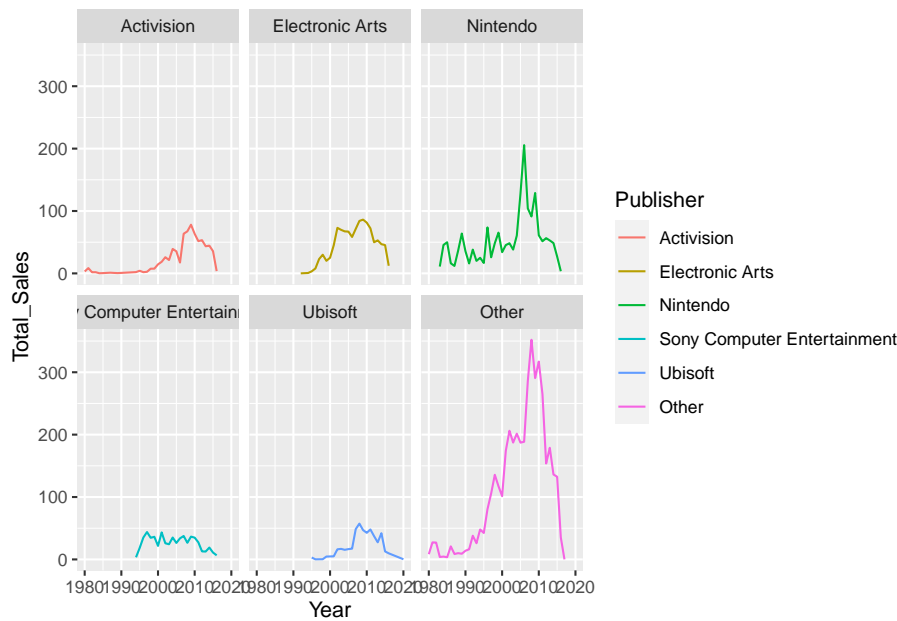 Activision
Electronic Arts
Nintendo
300
200
100
0
y Computer Entertain
Ubisoft
Other
300
200
100
0
1980 1990 2000 2010 2020
1980 1990 2000 2010 2020
1980 1990 2000 2010 2020
Total_Sales
Year
Publisher
Activision
Electronic Arts
Nintendo
Sony Computer Entertainment
Ubisoft
Other